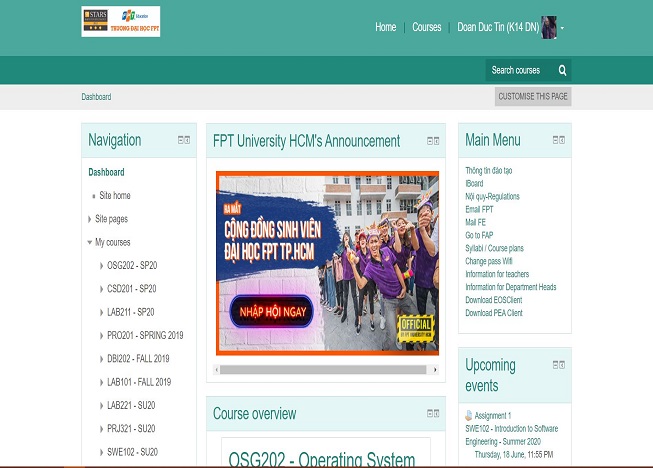 STARS
FPT Education
TRƯỜNG ĐẠI HỌC FPT
Home
Courses
Doan Duc Tin (K14 DN)
Search courses
Dashboard
CUSTOMISE THIS PAGE
Navigation
Dashboard
Site home
Site pages
My courses
OSG202 - SP20
CSD201 - SP20
LAB211 - SP20
PRO201 - SPRING 2019
DBI202 - FALL 2019
LAB101 - FALL 2019
LAB221 - SU20
PRJ321 - SU20
SWE102 - SU20
FPT University HCM's Announcement
RA MẮT
CỘNG ĐỒNG SINH VIÊN
ĐẠI HỌC FPT TP.HCM
NHẬP HỘI NGAY
OFFICIAL
Course overview
OSG202 - Operating System
Main Menu
Thông tin đào tạo
IBoard
Nội quy-Regulations
Email FPT
Mail FE
Go to FAP
Syllabi / Course plans
Change pass Wifi
Information for teachers
Information for Department Heads
Download EOSClient
Download PEA Client
Upcoming
events
Assignment 1
SWE102 - Introduction to Software
Engineering - Summer 2020
Thursday, 18 June, 11:55 PM